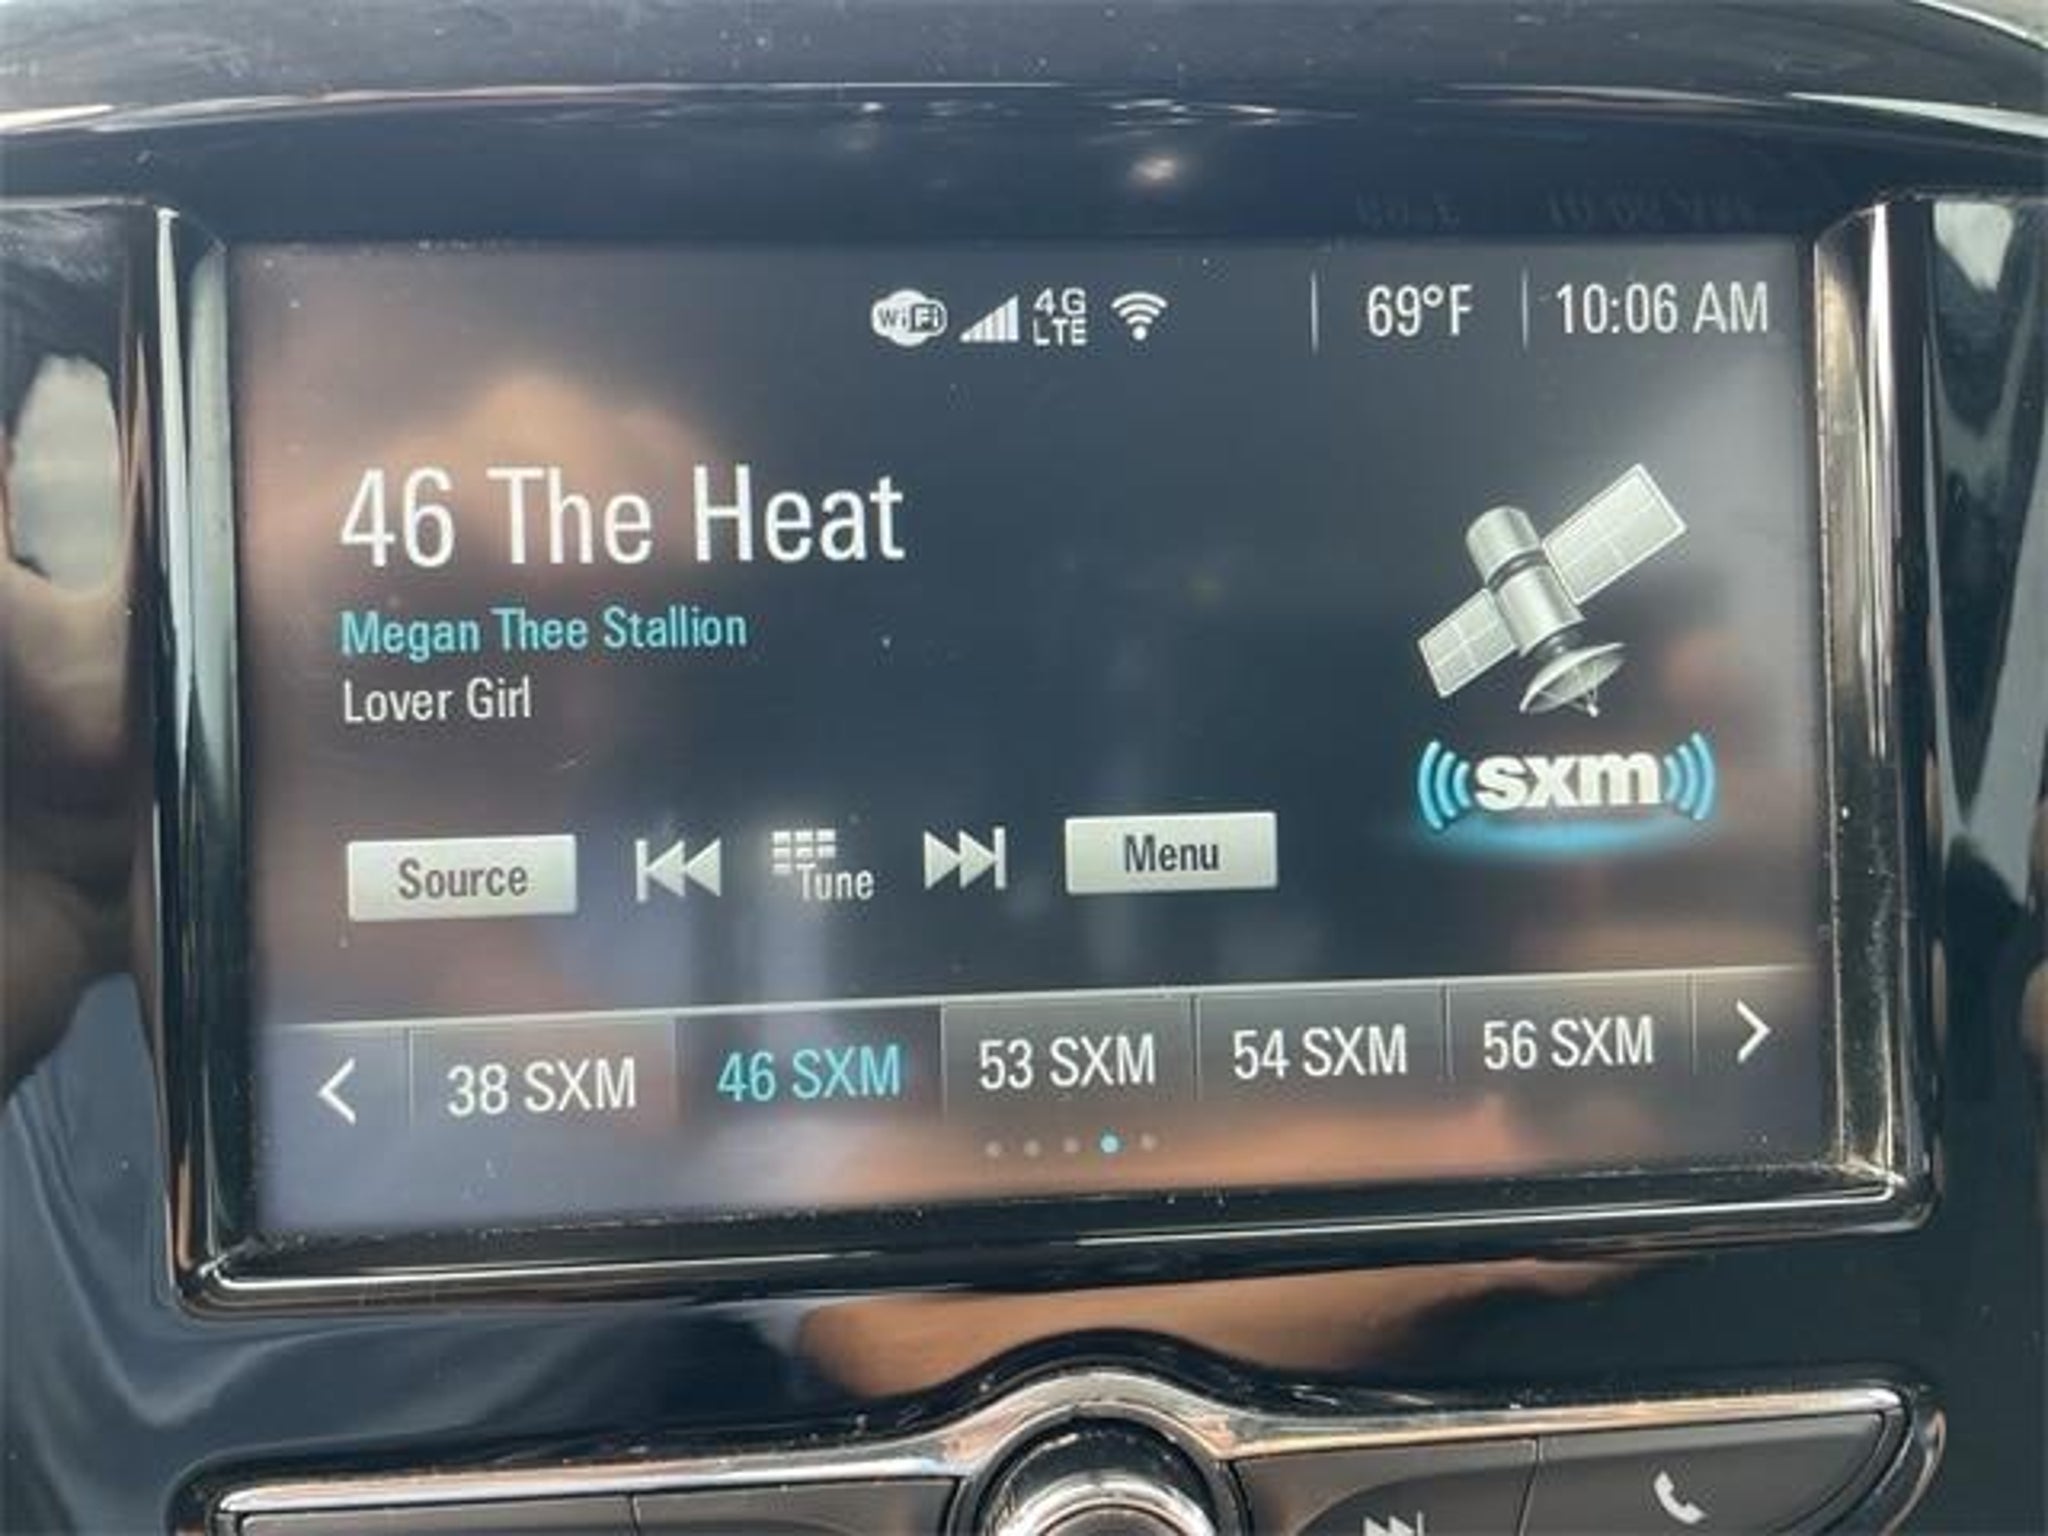 WiFi 4G LTE 69°F 10:06 AM
46 The Heat
Megan Thee Stallion
Lover Girl
sxm
Source Tune Menu
38 SXM 46 SXM 53 SXM 54 SXM 56 SXM